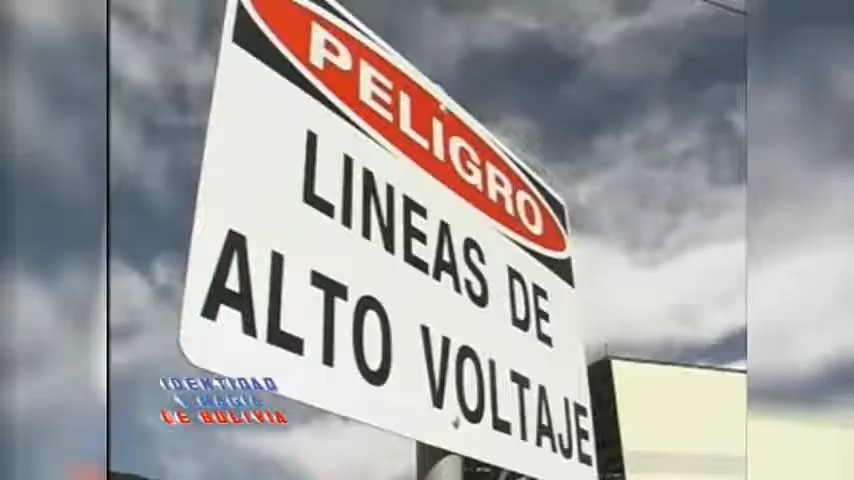 PELIGRO
LINEAS DE
ALTO VOLTAJE
IDENTIDAD
Y MAGIA
DE BOLIVIA